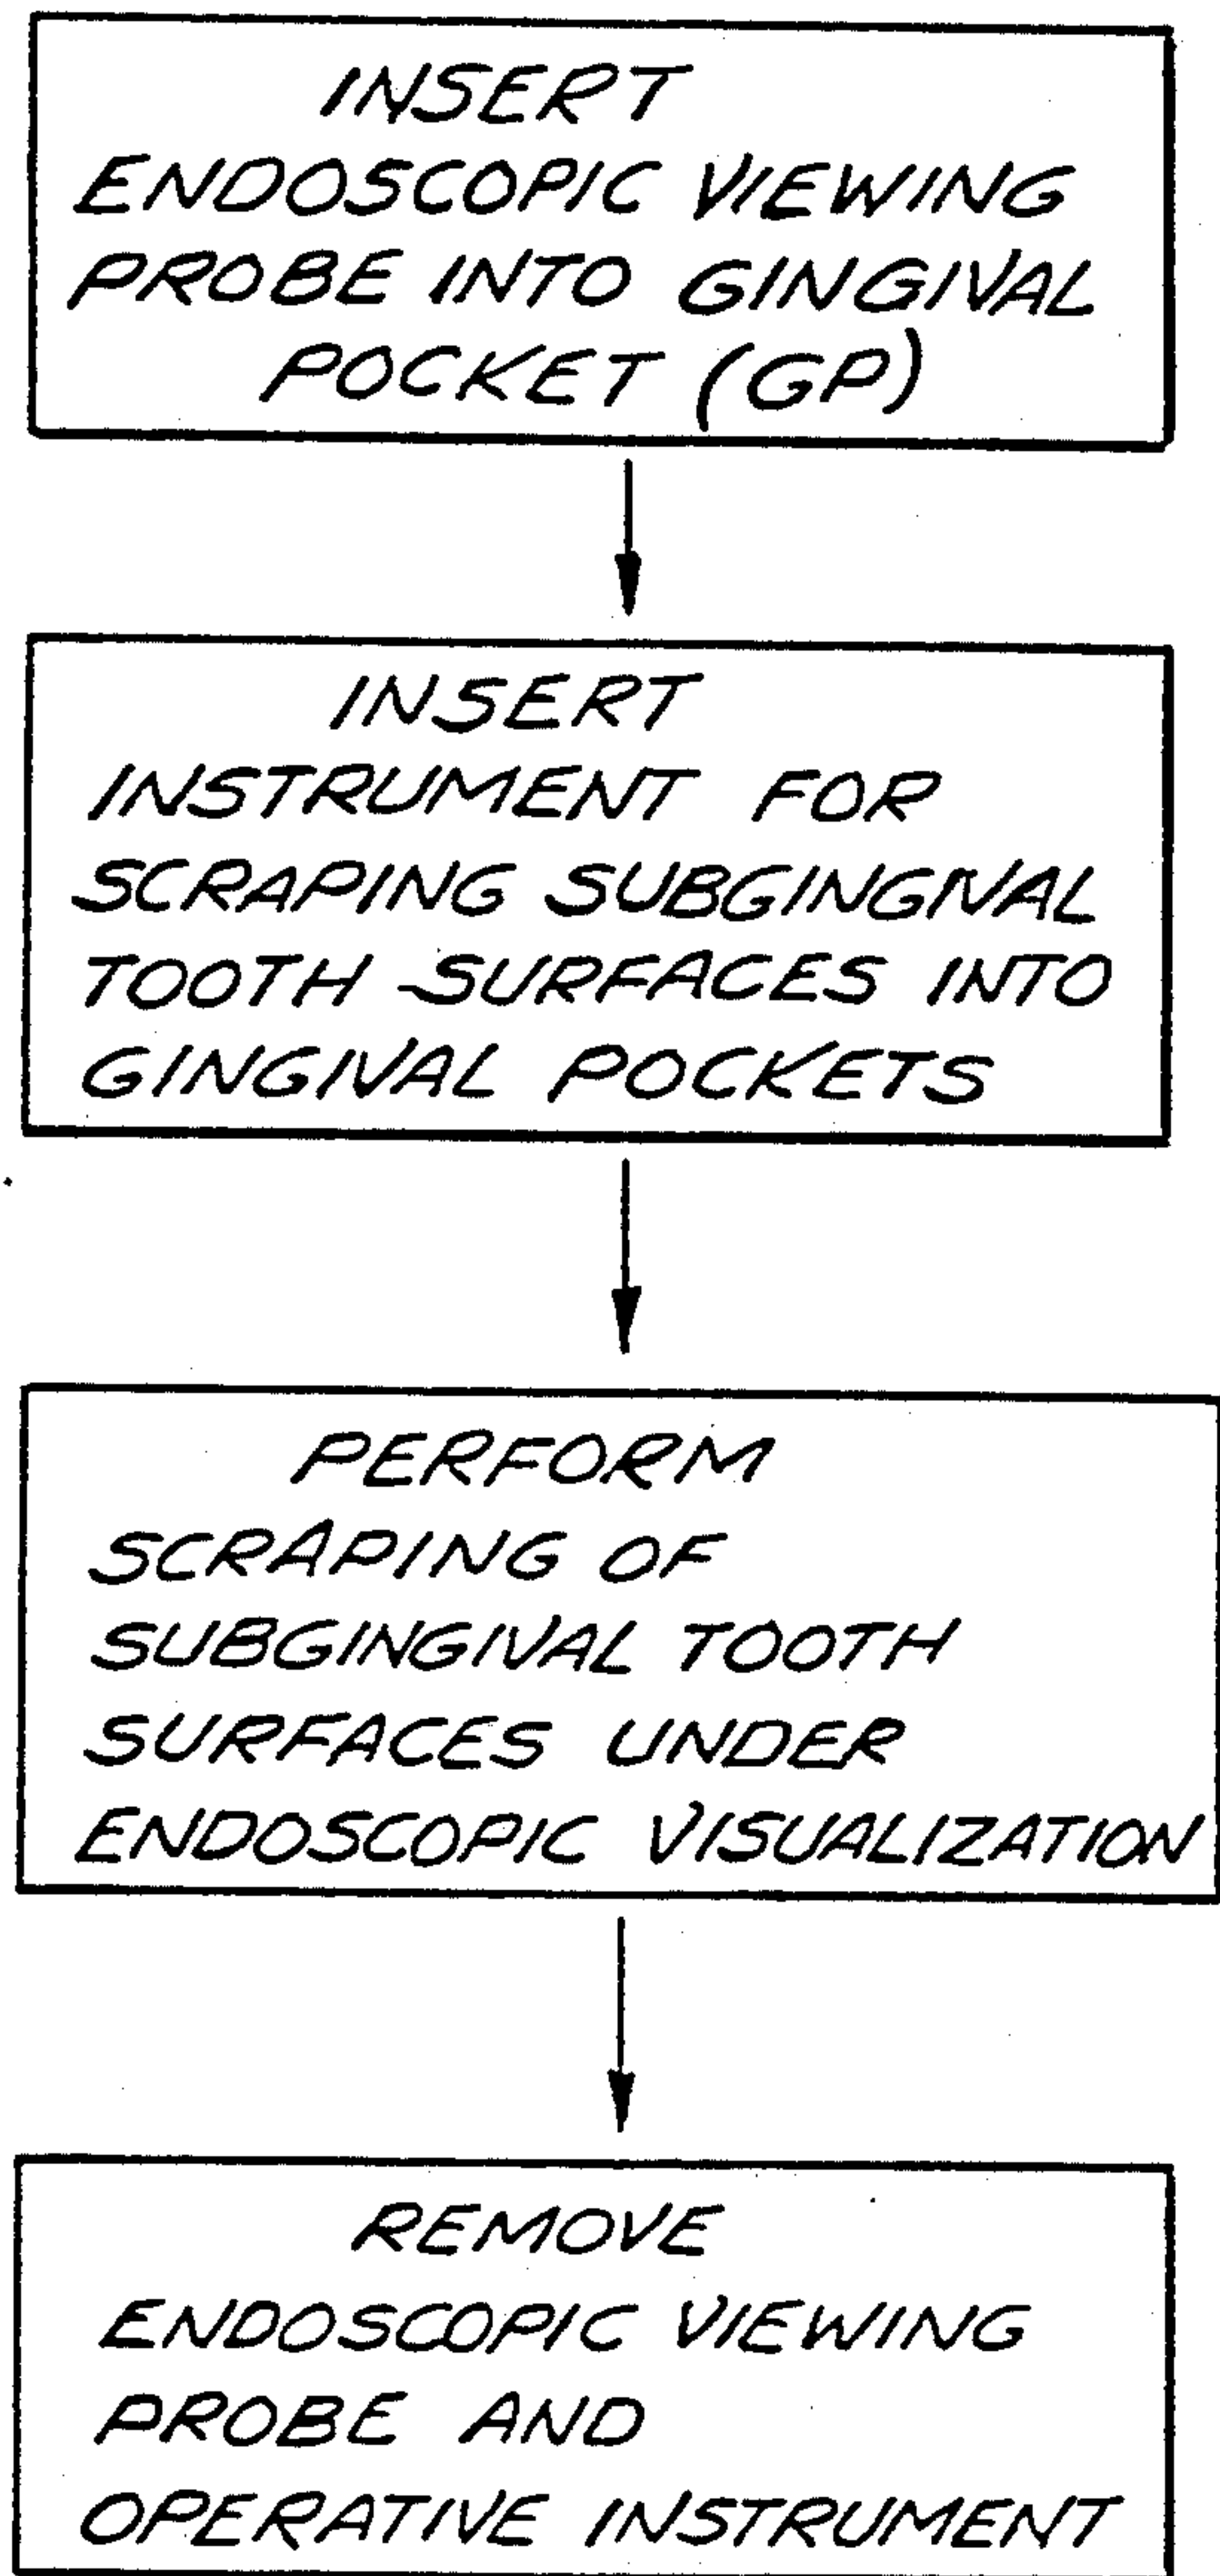 INSERT
ENDOSCOPIC VIEWING
PROBE INTO GINGIVAL
POCKET (GP)
INSERT
INSTRUMENT FOR
SCRAPING SUBGINGIVAL
TOOTH SURFACES INTO
GINGIVAL POCKETS
PERFORM
SCRAPING OF
SUBGINGIVAL TOOTH
SURFACES UNDER
ENDOSCOPIC VISUALIZATION
REMOVE
ENDOSCOPIC VIEWING
PROBE AND
OPERATIVE INSTRUMENT